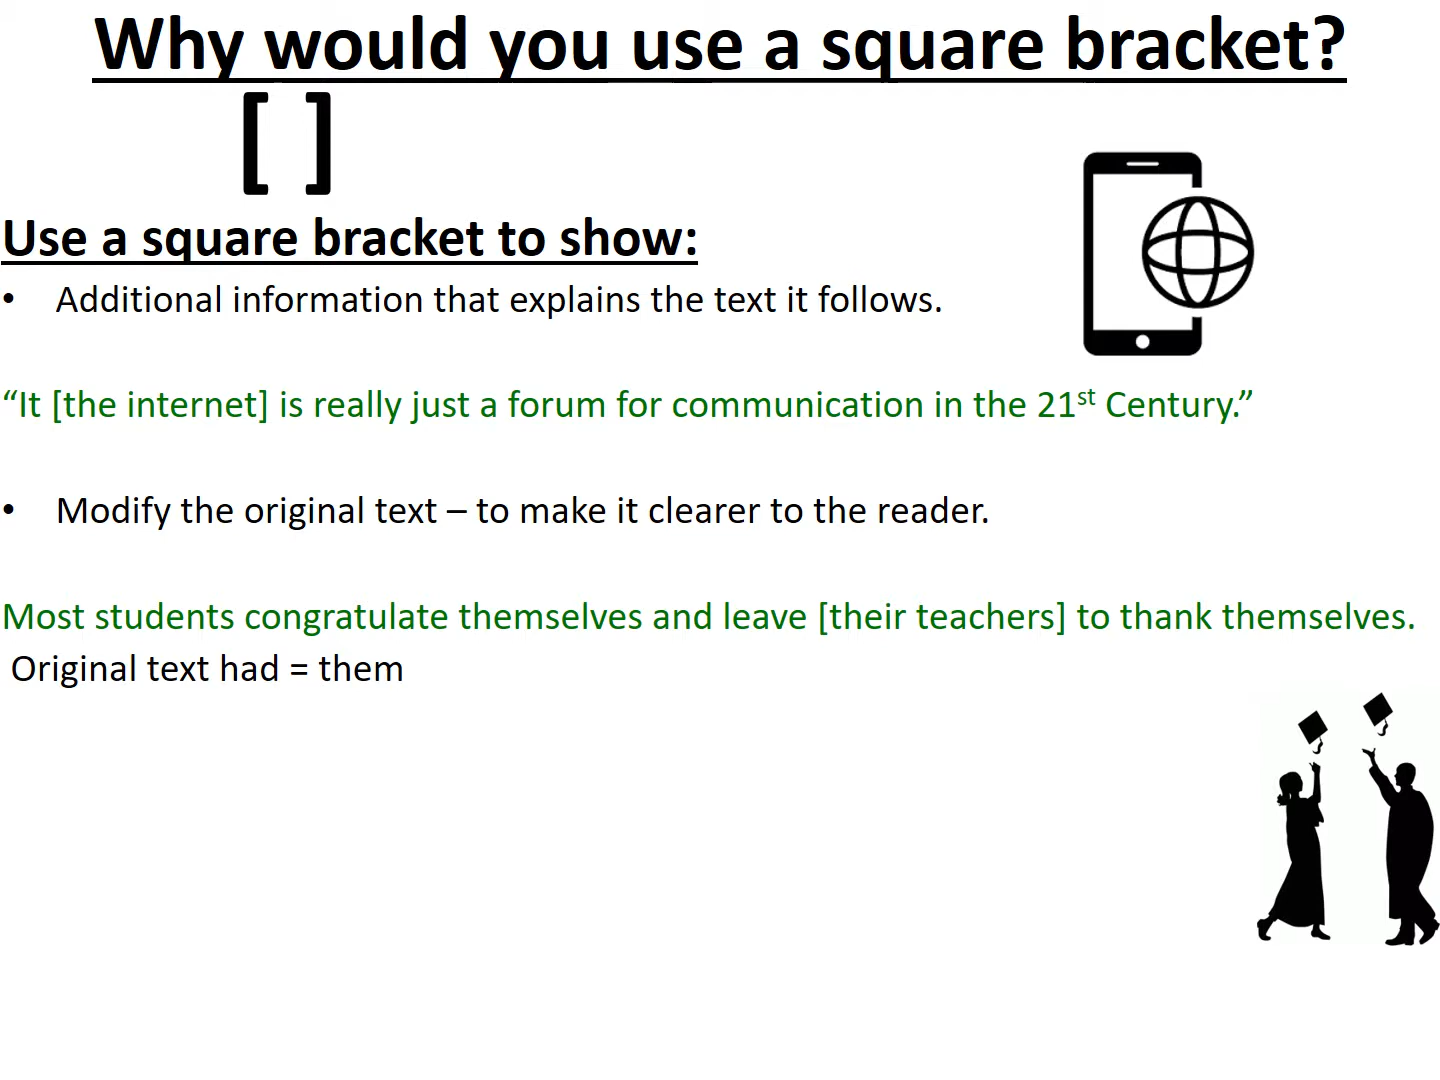 Why would you use a square bracket?
[ ]
Use a square bracket to show:
• Additional information that explains the text it follows.
“It [the internet] is really just a forum for communication in the 21st Century.”
• Modify the original text – to make it clearer to the reader.
Most students congratulate themselves and leave [their teachers] to thank themselves.
Original text had = them